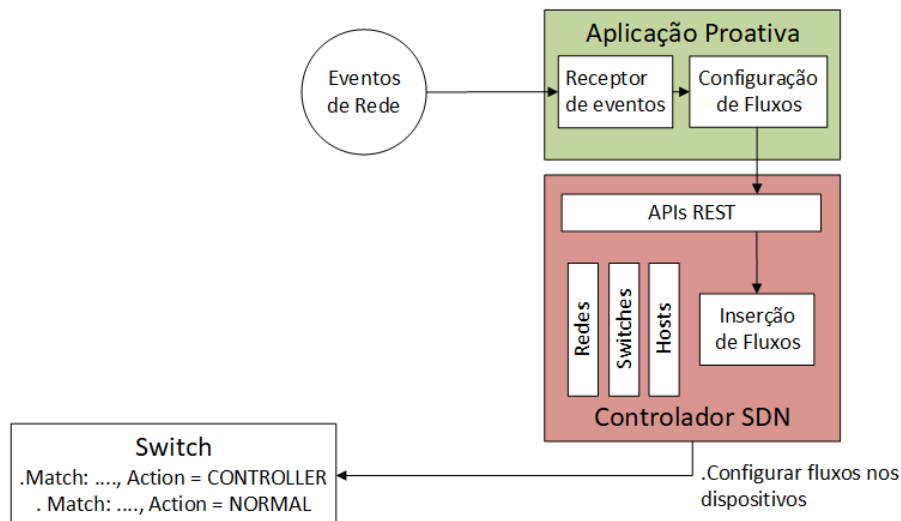 Aplicação Proativa
Eventos
de Rede
Receptor
de eventos
Configuração
de Fluxos
APIs REST
Redes
Switches
Hosts
Inserção
de Fluxos
Controlador SDN
Switch
.Match: ...., Action = CONTROLLER
. Match: ...., Action = NORMAL
.Configurar fluxos nos
dispositivos